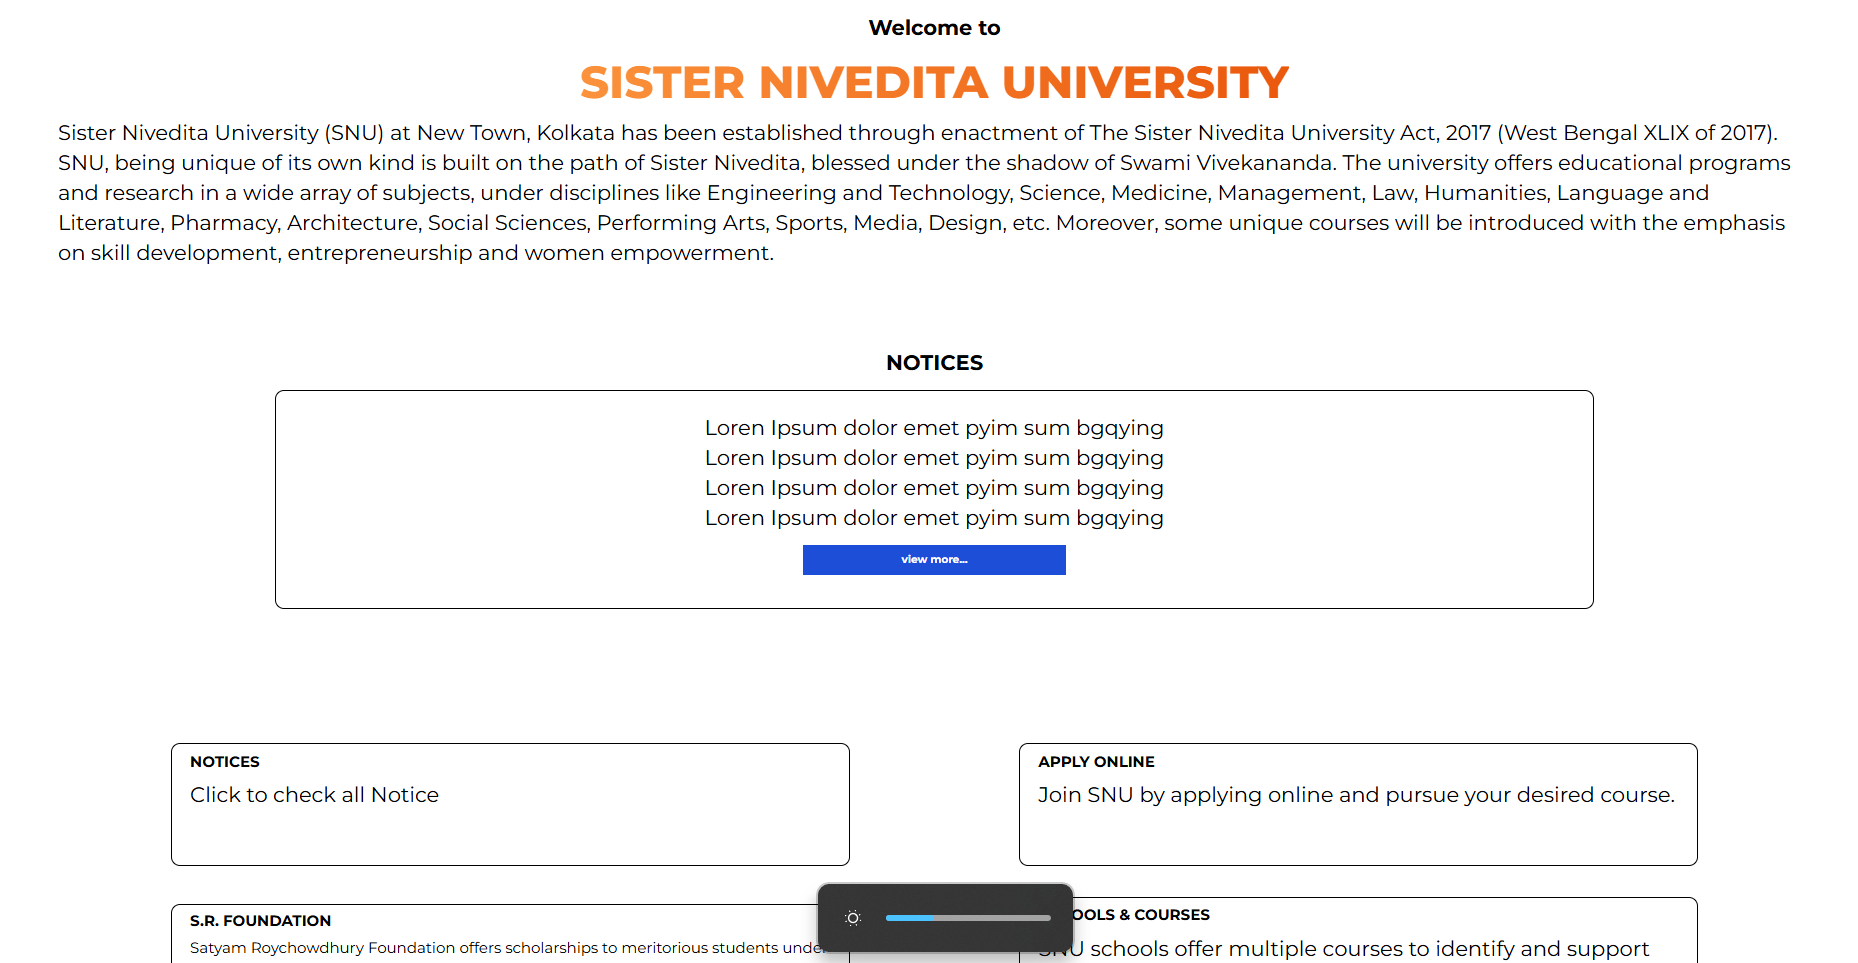 Welcome to
SISTER NIVEDITA UNIVERSITY
Sister Nivedita University (SNU) at New Town, Kolkata has been established through enactment of The Sister Nivedita University Act, 2017 (West Bengal XLIX of 2017).
SNU, being unique of its own kind is built on the path of Sister Nivedita, blessed under the shadow of Swami Vivekananda. The university offers educational programs
and research in a wide array of subjects, under disciplines like Engineering and Technology, Science, Medicine, Management, Law, Humanities, Language and
Literature, Pharmacy, Architecture, Social Sciences, Performing Arts, Sports, Media, Design, etc. Moreover, some unique courses will be introduced with the emphasis
on skill development, entrepreneurship and women empowerment.
NOTICES
Loren Ipsum dolor emet pyim sum bgqying
Loren Ipsum dolor emet pyim sum bgqying
Loren Ipsum dolor emet pyim sum bgqying
Loren Ipsum dolor emet pyim sum bgqying
view more...
NOTICES
Click to check all Notice
APPLY ONLINE
Join SNU by applying online and pursue your desired course.
S.R. FOUNDATION
Satyam Roychowdhury Foundation offers scholarships to meritorious students
& COURSES
SNU schools offer multiple courses to identify and support